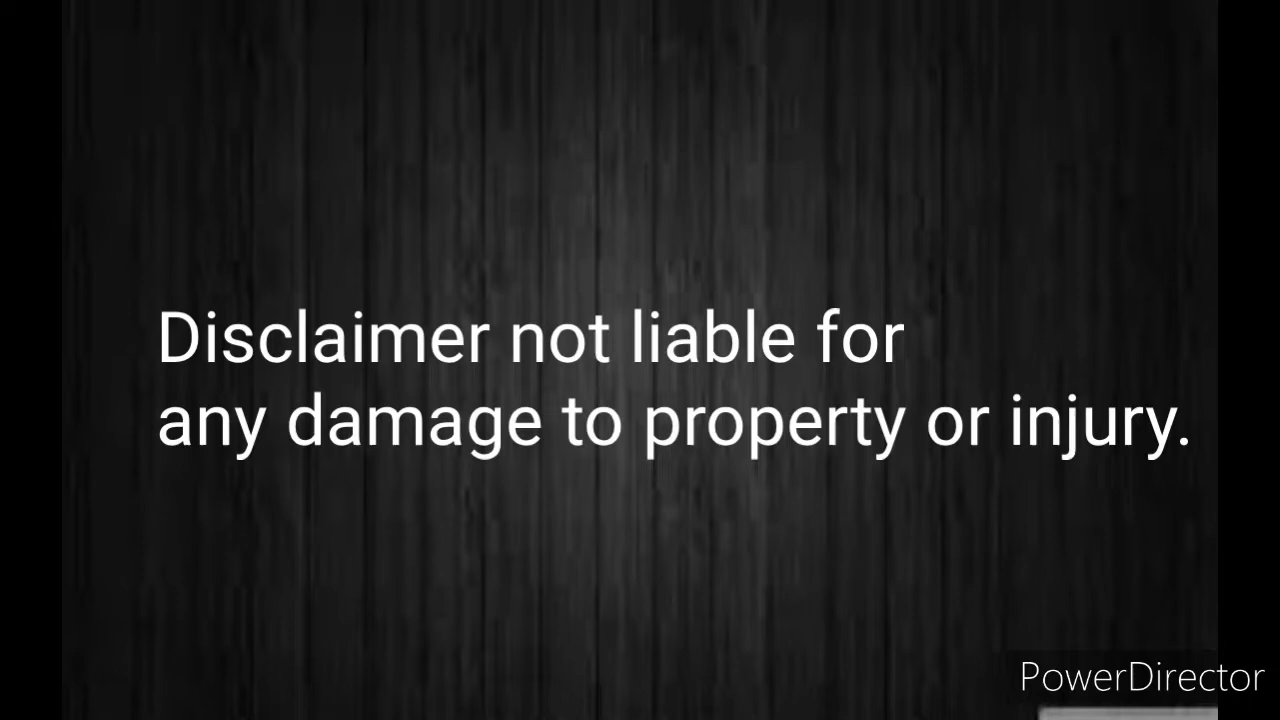 Disclaimer not liable for
any damage to property or injury.
PowerDirector